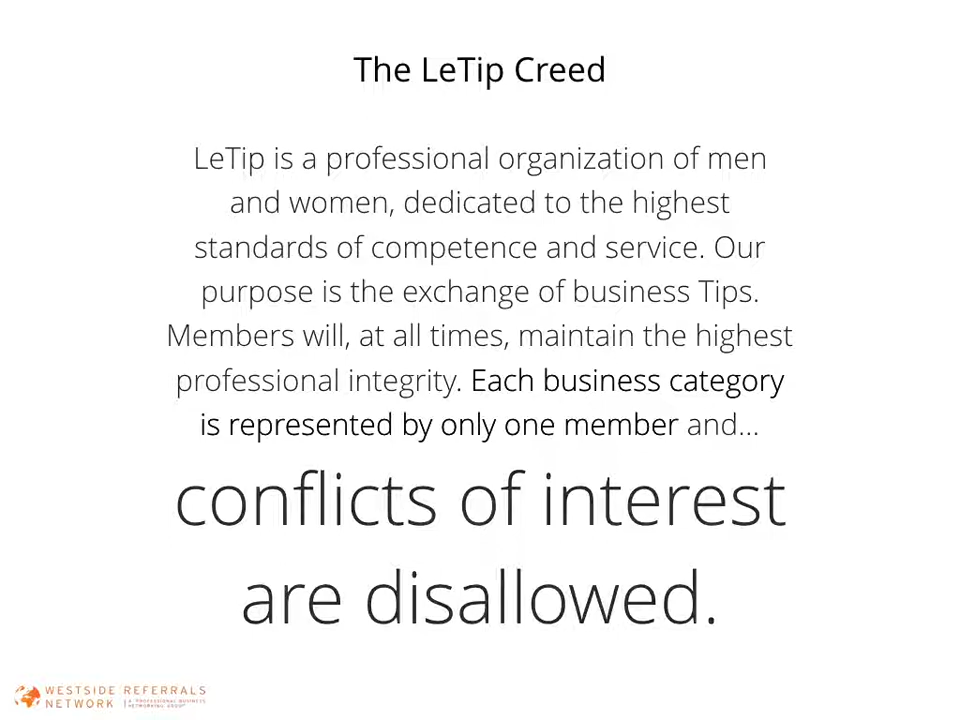 The LeTip Creed
LeTip is a professional organization of men
and women, dedicated to the highest
standards of competence and service. Our
purpose is the exchange of business Tips.
Members will, at all times, maintain the highest
professional integrity. Each business category
is represented by only one member and...
conflicts of interest
are disallowed.
WESTSIDE REFERRALS
NETWORK | A PROFESSIONAL BUSINESS
NETWORKING GROUP